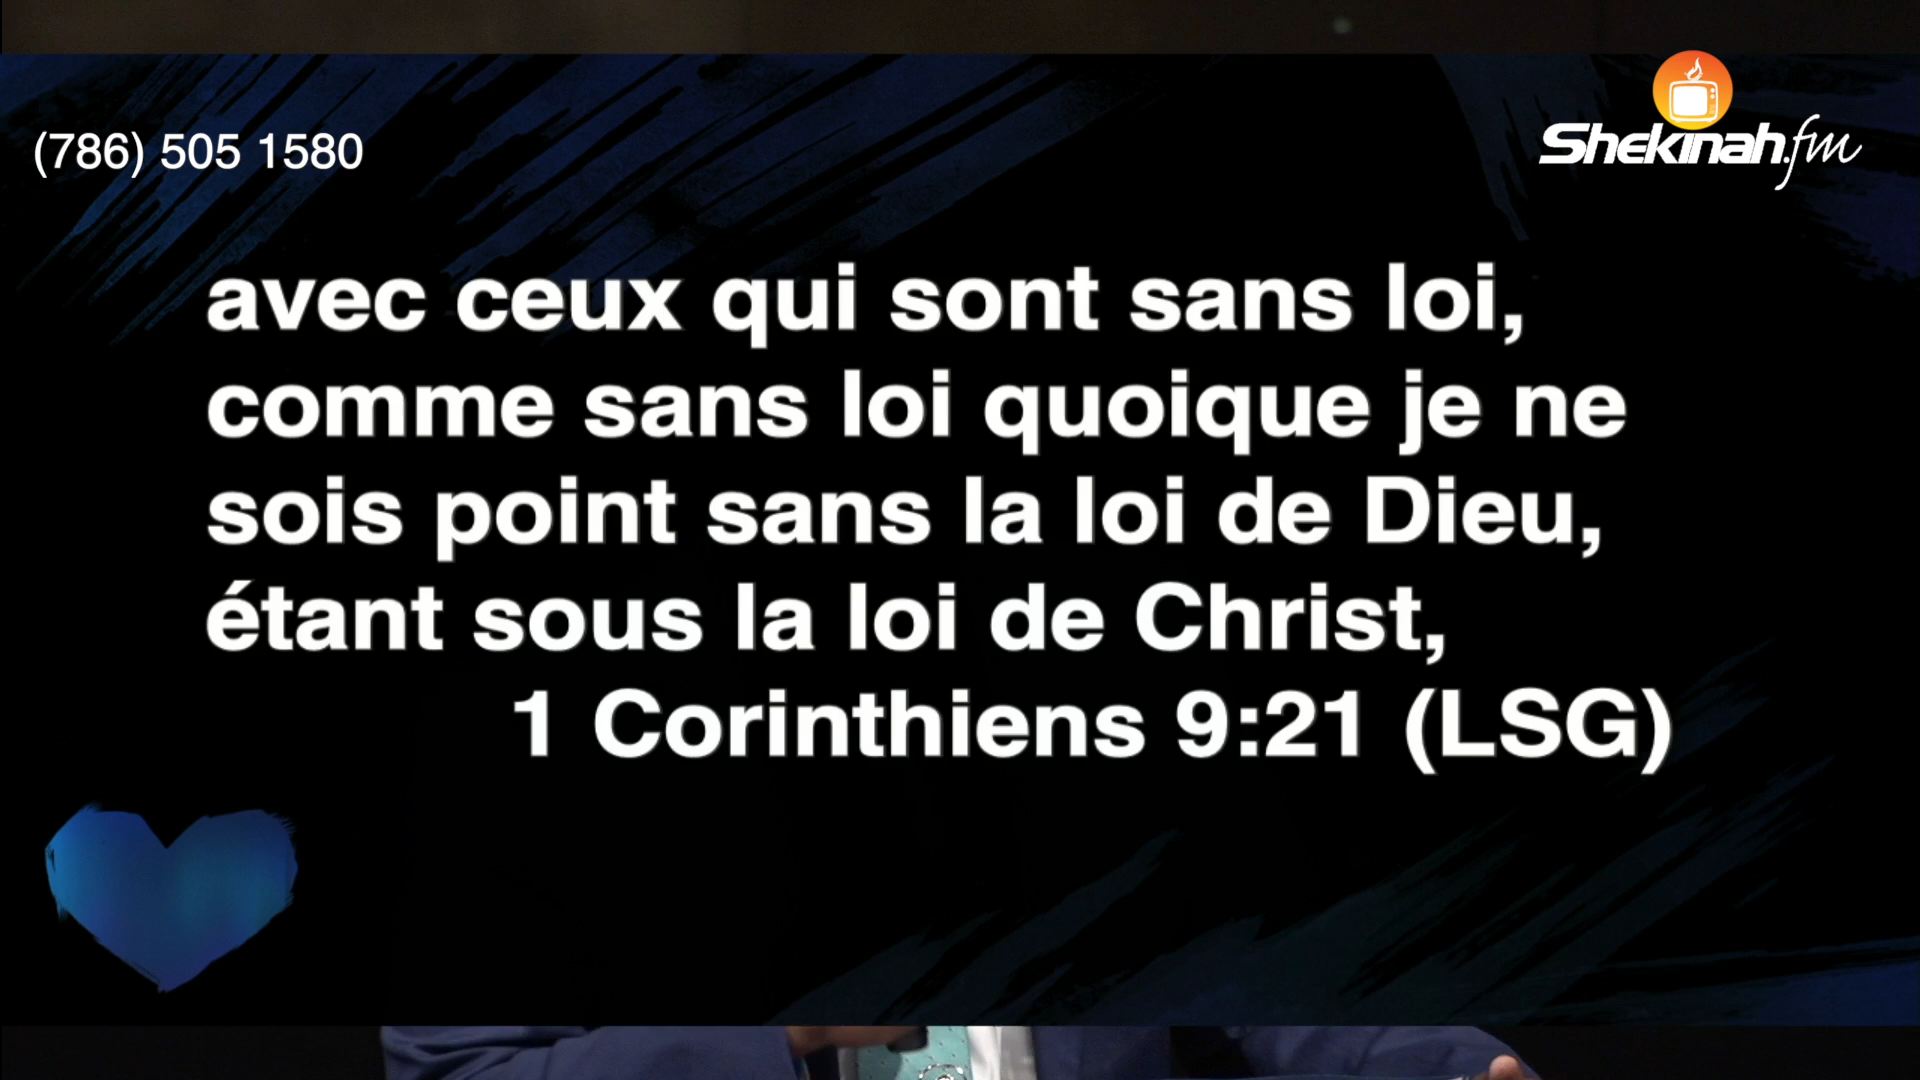 (786) 505 1580
Shekinah.fm
avec ceux qui sont sans loi,
comme sans loi quoique je ne
sois point sans la loi de Dieu,
étant sous la loi de Christ,
1 Corinthiens 9:21 (LSG)